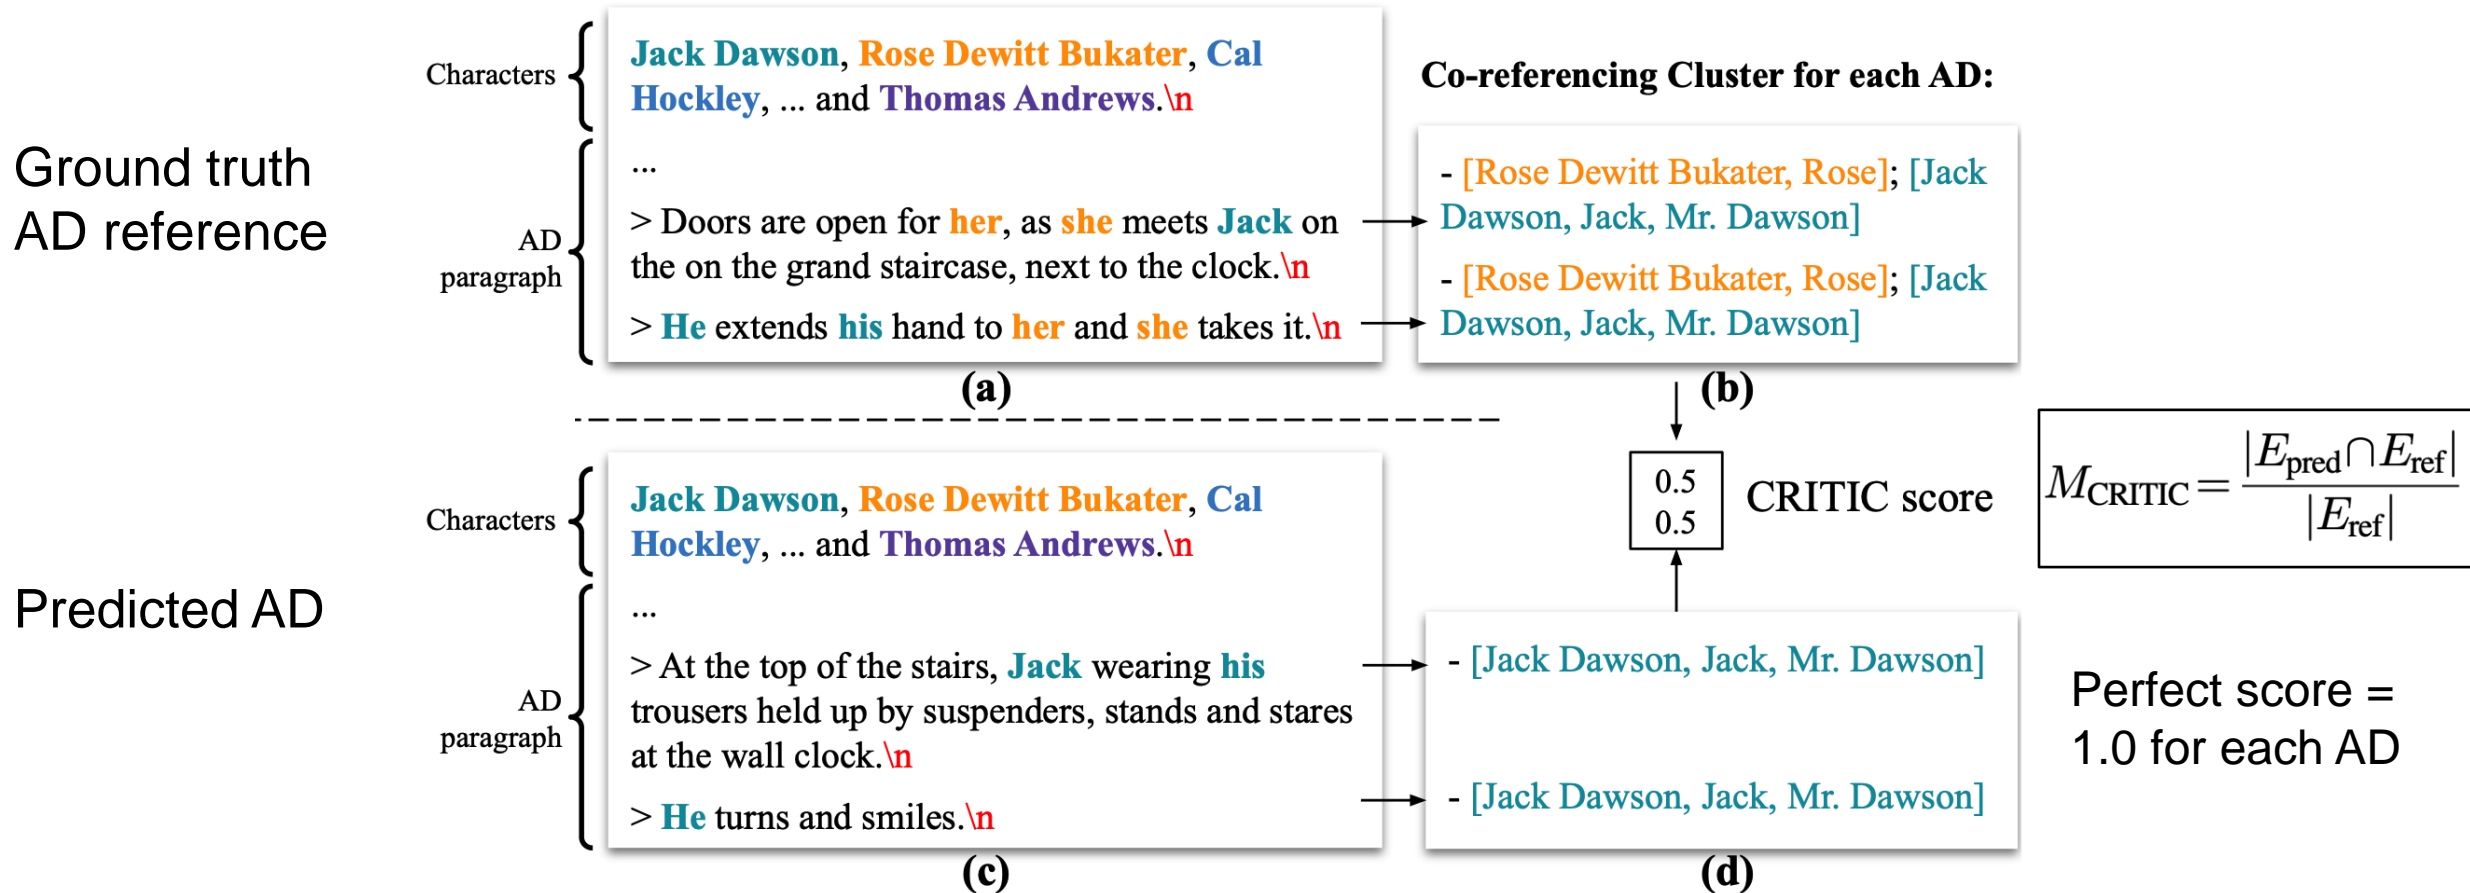 Ground truth
AD reference
Characters
Jack Dawson, Rose Dewitt Bukater, Cal
Hockley, ... and Thomas Andrews.\n
AD
paragraph
...
> Doors are open for her, as she meets Jack on
the on the grand staircase, next to the clock.\n
> He extends his hand to her and she takes it.\n
(a)
Co-referencing Cluster for each AD:
- [Rose Dewitt Bukater, Rose]; [Jack
Dawson, Jack, Mr. Dawson]
- [Rose Dewitt Bukater, Rose]; [Jack
Dawson, Jack, Mr. Dawson]
(b)
Predicted AD
Characters
Jack Dawson, Rose Dewitt Bukater, Cal
Hockley, ... and Thomas Andrews.\n
AD
paragraph
...
> At the top of the stairs, Jack wearing his
trousers held up by suspenders, stands and stares
at the wall clock.\n
> He turns and smiles.\n
(c)
0.5
0.5
CRITIC score
M_CRITIC = |E_pred ∩ E_ref| / |E_ref|
- [Jack Dawson, Jack, Mr. Dawson]
- [Jack Dawson, Jack, Mr. Dawson]
(d)
Perfect score =
1.0 for each AD